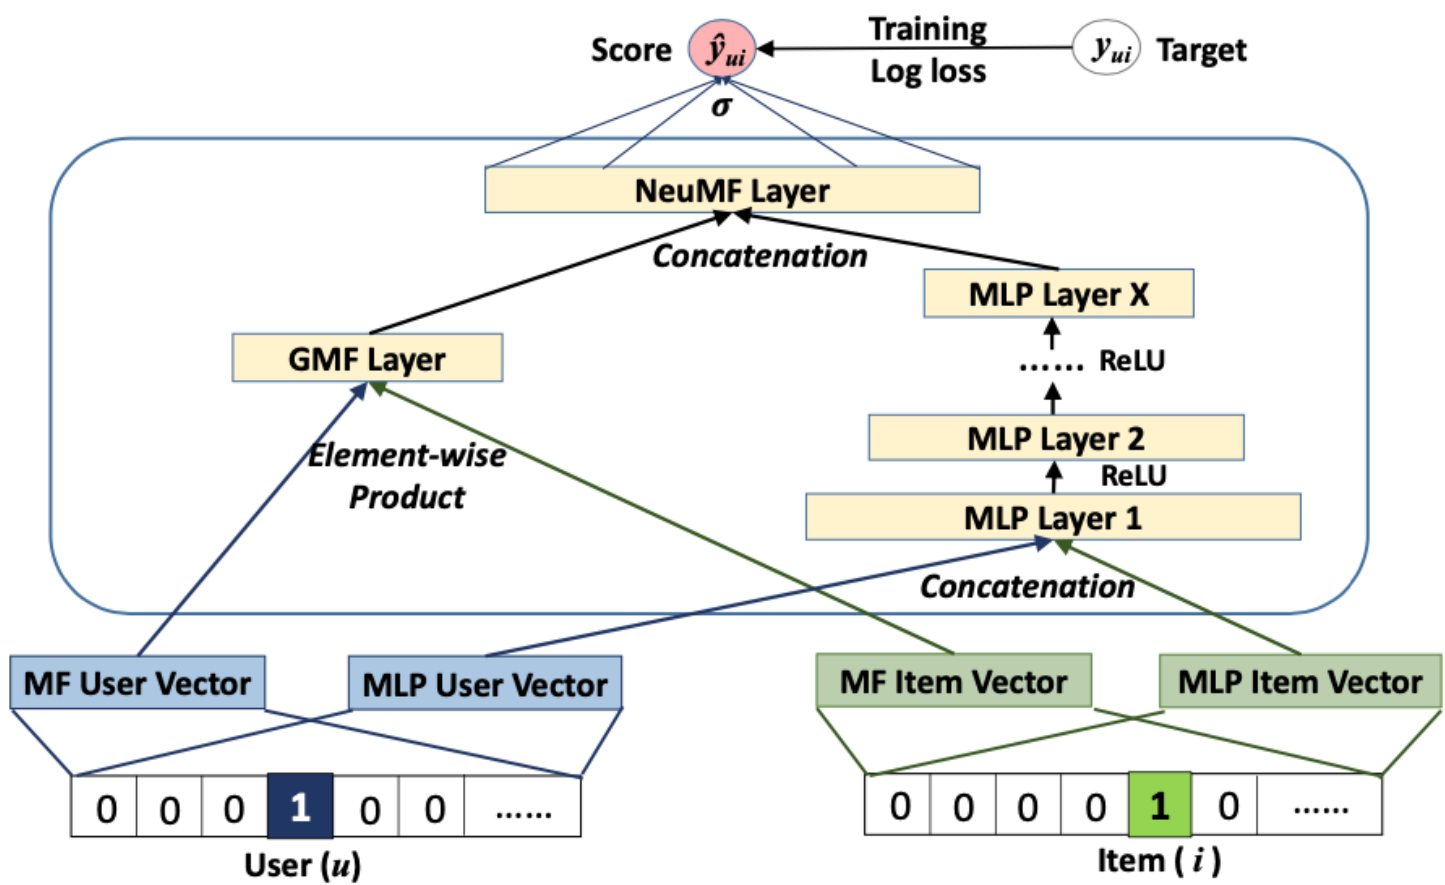 Score ŷui Training yui Target
Log loss
σ
NeuMF Layer
Concatenation
MLP Layer X
GMF Layer
...... ReLU
MLP Layer 2
Element-wise
Product
ReLU
MLP Layer 1
Concatenation
MF User Vector MLP User Vector MF Item Vector MLP Item Vector
0 0 0 1 0 0 ......
0 0 0 0 1 0 ......
User (u)
Item ( i )